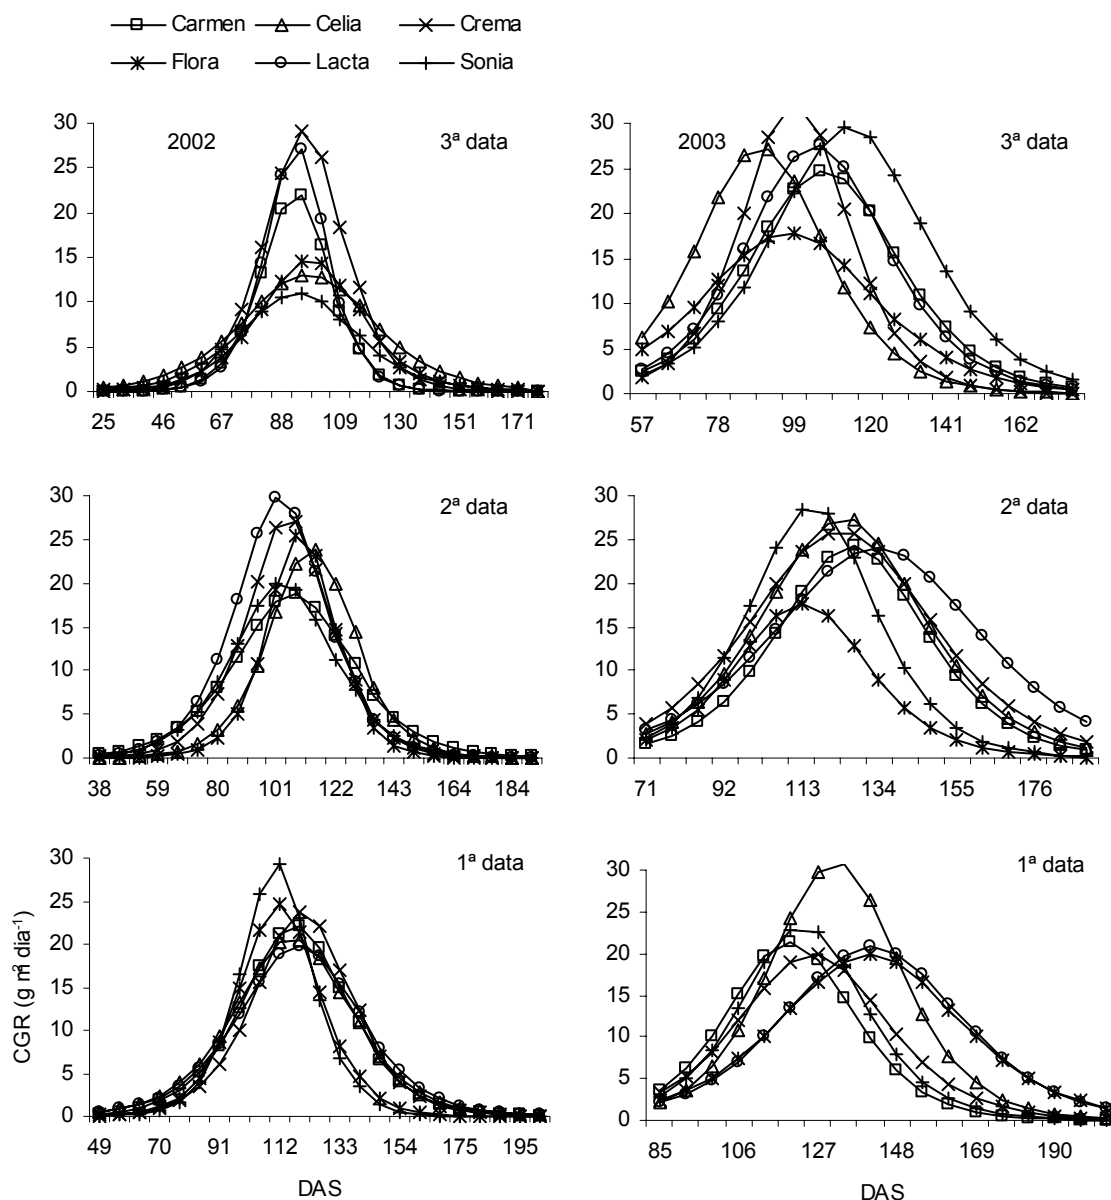 Carmen Celia Crema
Flora Lacta Sonia
30 2002 3ª data
25
20
15
10
5
0
25 46 67 88 109 130 151 171
30 2003 3ª data
25
20
15
10
5
0
57 78 99 120 141 162
30 2ª data
25
20
15
10
5
0
38 59 80 101 122 143 164 184
30 2ª data
25
20
15
10
5
0
71 92 113 134 155 176
30 1ª data
25
20
15
10
5
0
CGR (g m² dia⁻¹)
49 70 91 112 133 154 175 195
DAS
30 1ª data
25
20
15
10
5
0
85 106 127 148 169 190
DAS